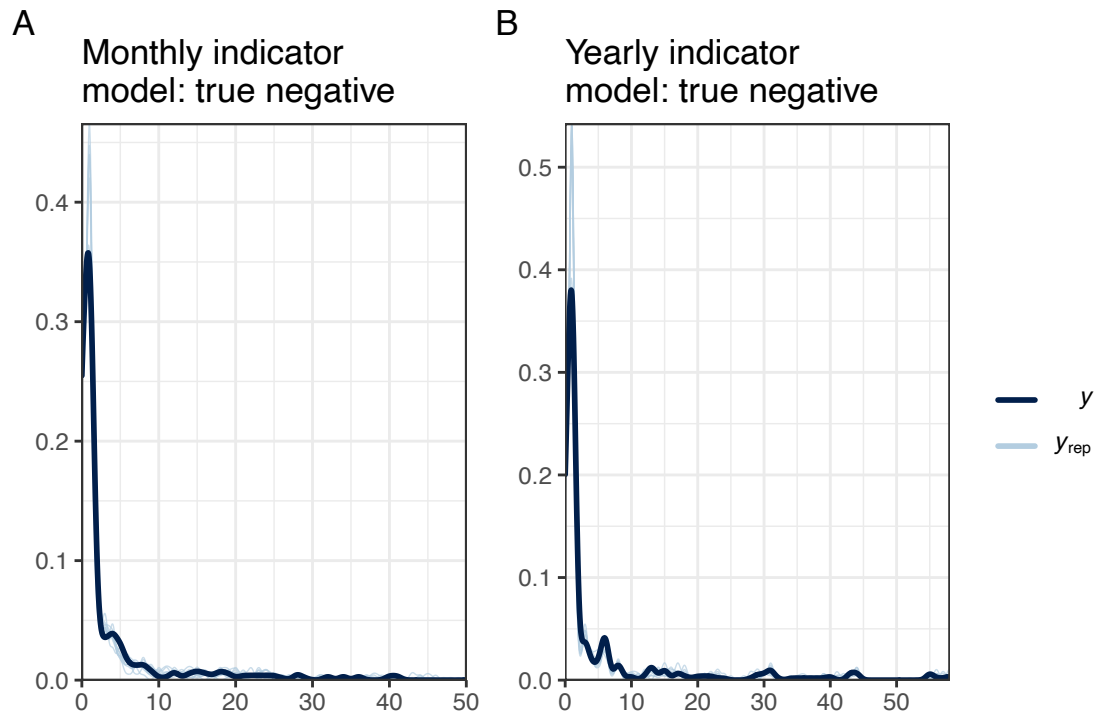 A
Monthly indicator
model: true negative
0.4
0.3
0.2
0.1
0.0
0 10 20 30 40 50
B
Yearly indicator
model: true negative
0.5
0.4
0.3
0.2
0.1
0.0
0 10 20 30 40 50
y
yrep